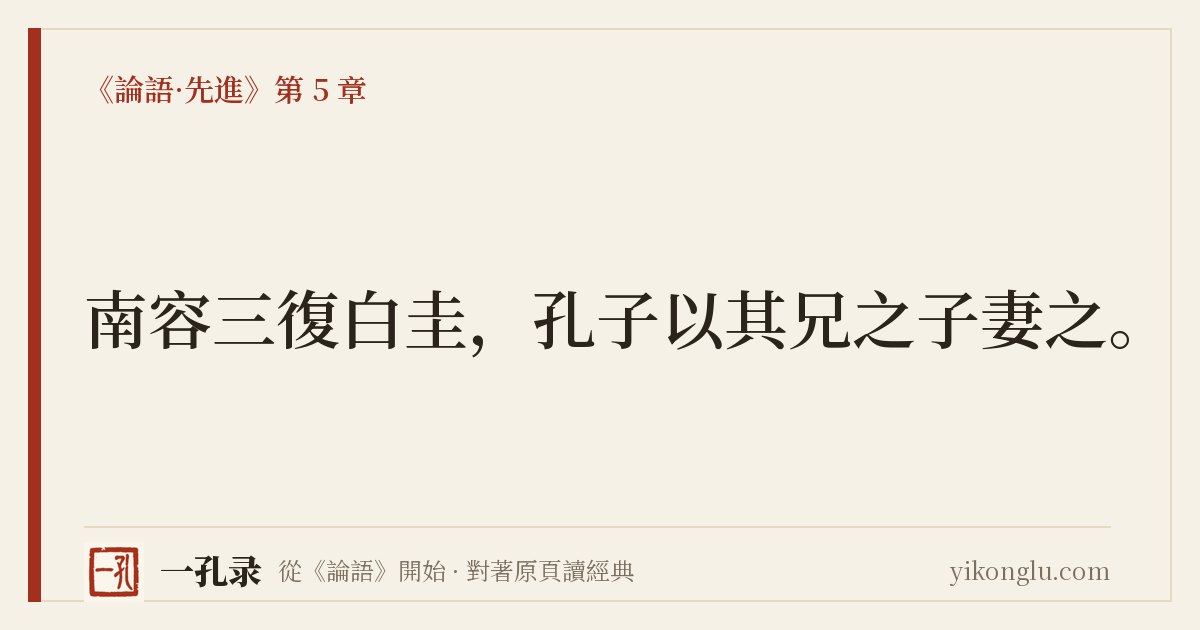 《論語·先進》第 5 章
南容三復白圭，孔子以其兄之子妻之。
一孔
一孔录 從《論語》開始 · 對著原頁讀經典
yikonglu.com